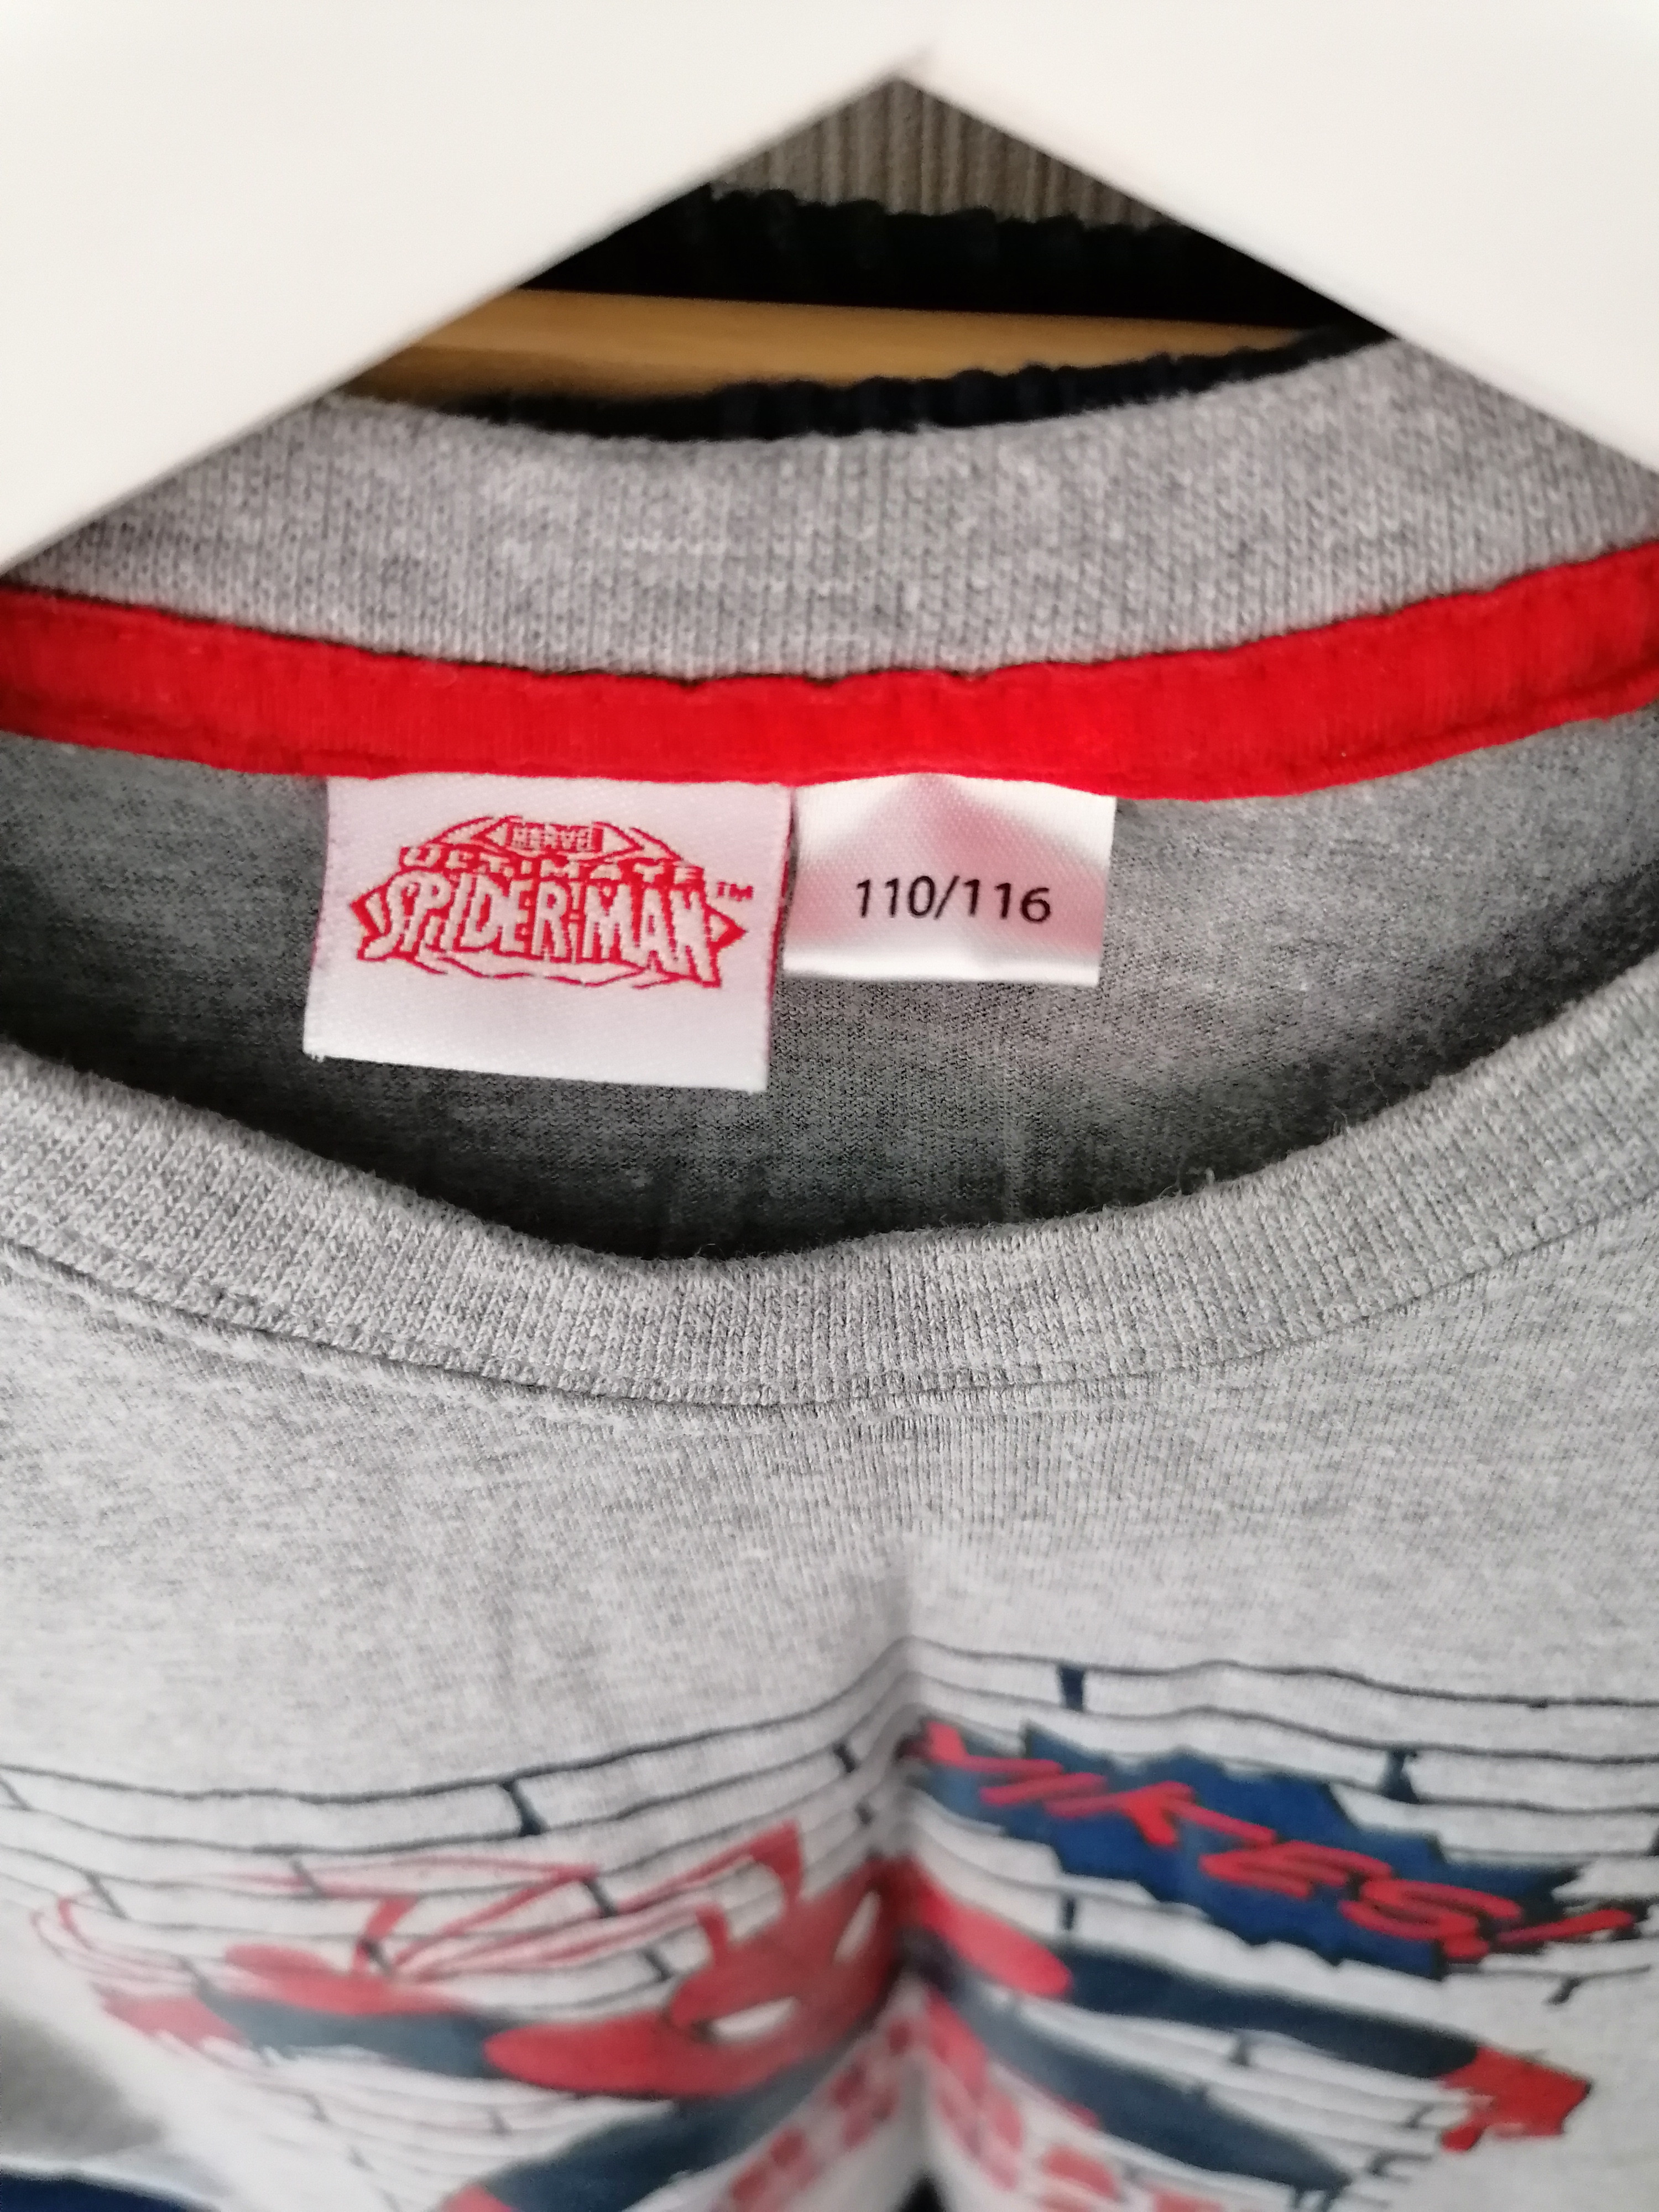 MARVEL
ULTIMATE
SPIDER-MAN™
110/116
YIKES!